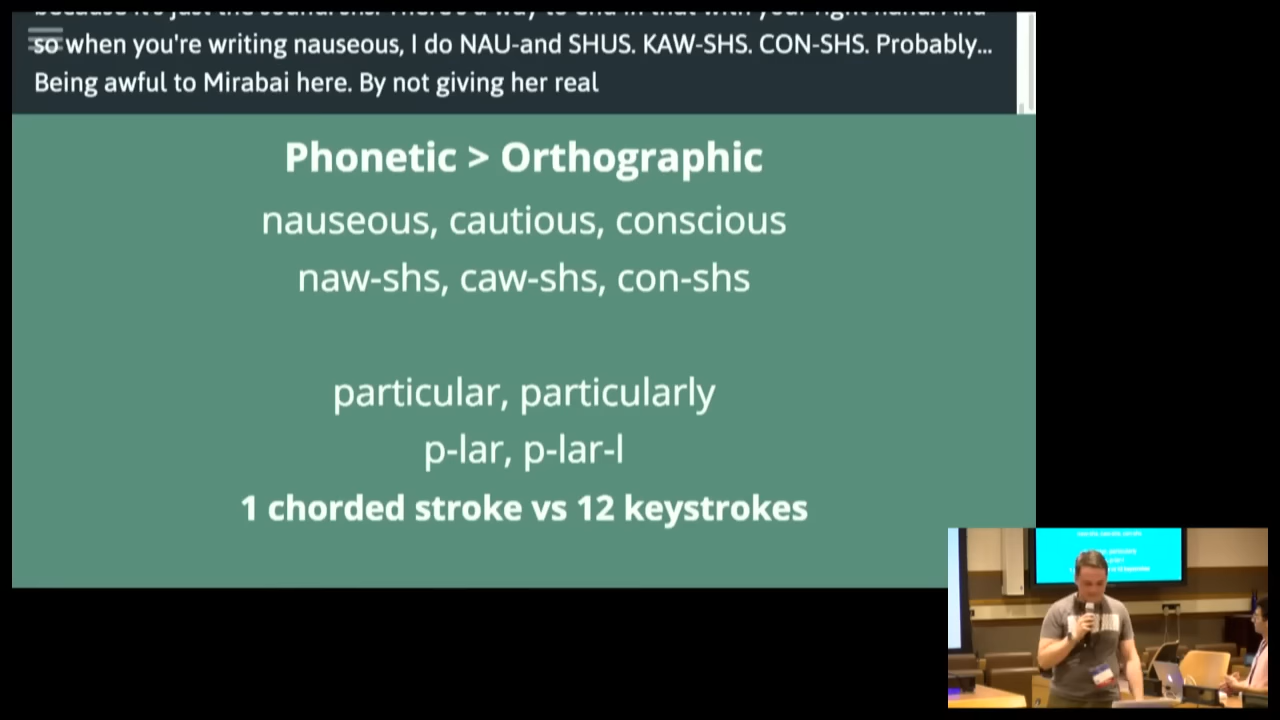 so when you're writing nauseous, I do NAU-and SHUS. KAW-SHS. CON-SHS. Probably...
Being awful to Mirabai here. By not giving her real
Phonetic > Orthographic
nauseous, cautious, conscious
naw-shs, caw-shs, con-shs
particular, particularly
p-lar, p-lar-l
1 chorded stroke vs 12 keystrokes